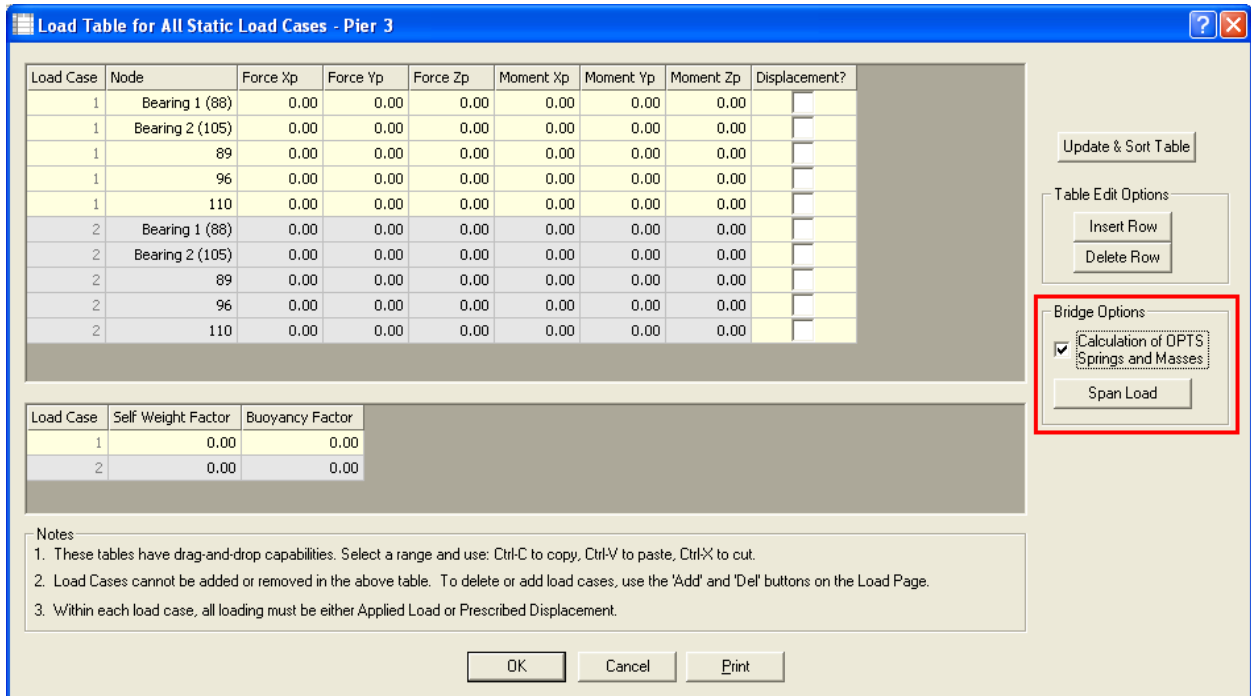 Load Table for All Static Load Cases - Pier 3
Load Case Node Force Xp Force Yp Force Zp Moment Xp Moment Yp Moment Zp Displacement?
1 Bearing 1 (88) 0.00 0.00 0.00 0.00 0.00 0.00
1 Bearing 2 (105) 0.00 0.00 0.00 0.00 0.00 0.00
1 89 0.00 0.00 0.00 0.00 0.00 0.00
1 96 0.00 0.00 0.00 0.00 0.00 0.00
1 110 0.00 0.00 0.00 0.00 0.00 0.00
2 Bearing 1 (88) 0.00 0.00 0.00 0.00 0.00 0.00
2 Bearing 2 (105) 0.00 0.00 0.00 0.00 0.00 0.00
2 89 0.00 0.00 0.00 0.00 0.00 0.00
2 96 0.00 0.00 0.00 0.00 0.00 0.00
2 110 0.00 0.00 0.00 0.00 0.00 0.00
Update & Sort Table
Table Edit Options
Insert Row
Delete Row
Bridge Options
Calculation of OPTS
Springs and Masses
Span Load
Load Case Self Weight Factor Buoyancy Factor
1 0.00 0.00
2 0.00 0.00
Notes
1. These tables have drag-and-drop capabilities. Select a range and use: Ctrl-C to copy, Ctrl-V to paste, Ctrl-X to cut.
2. Load Cases cannot be added or removed in the above table. To delete or add load cases, use the 'Add' and 'Del' buttons on the Load Page.
3. Within each load case, all loading must be either Applied Load or Prescribed Displacement.
OK Cancel Print